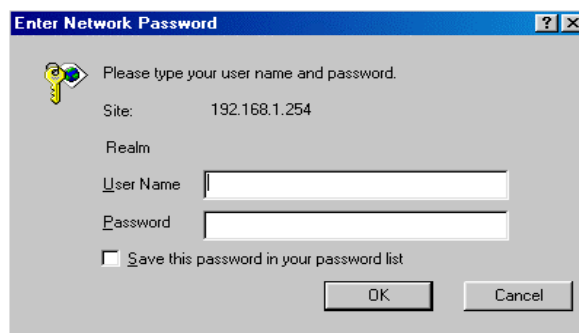 Enter Network Password
Please type your user name and password.
Site: 192.168.1.254
Realm
User Name
Password
Save this password in your password list
OK Cancel